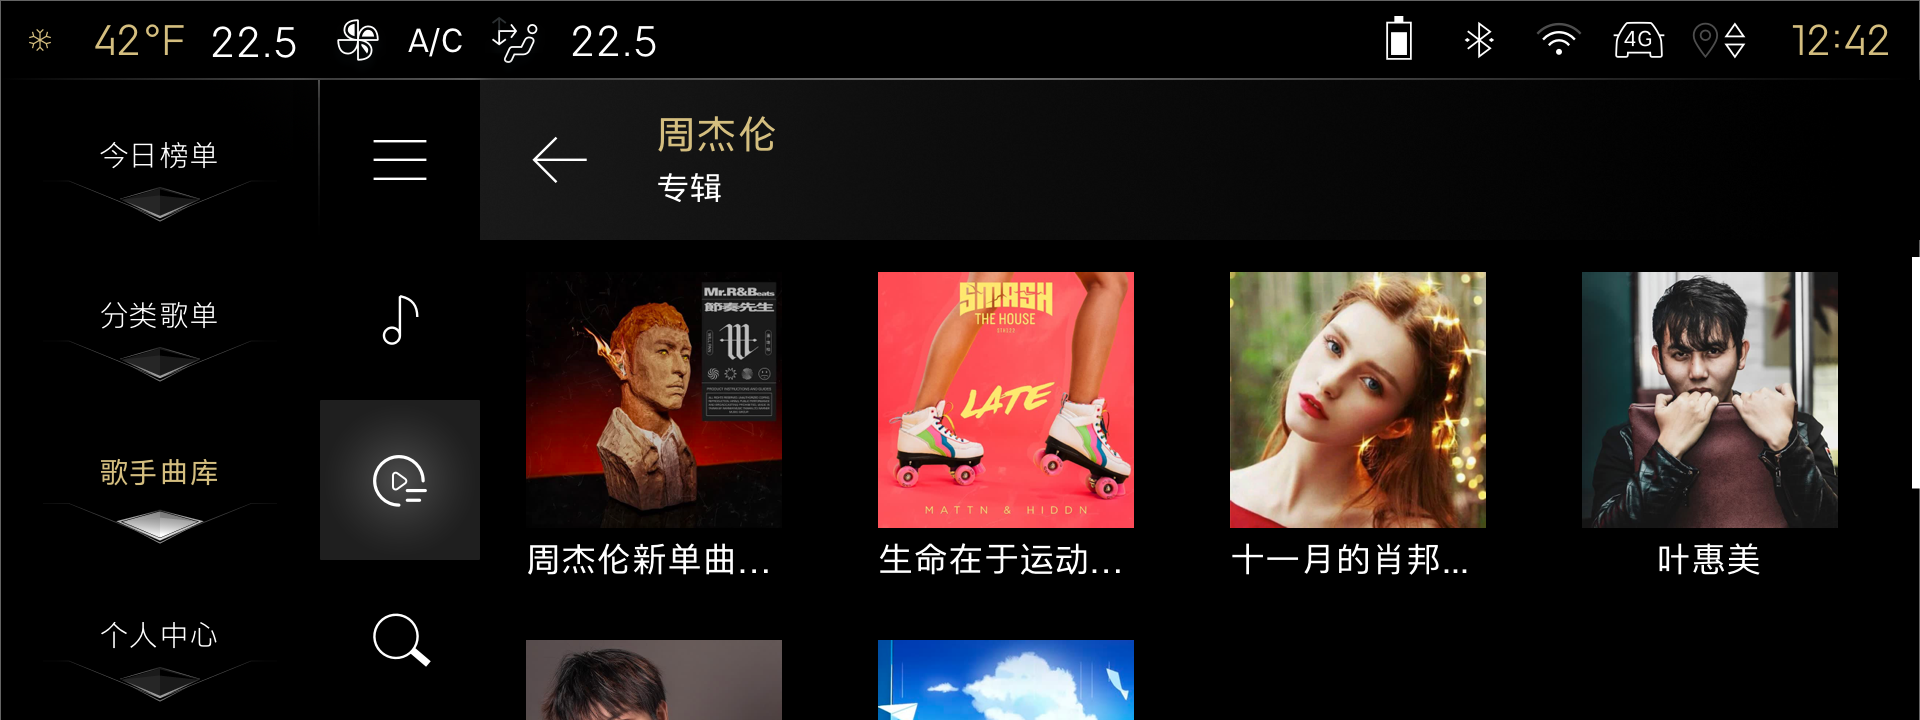 42°F 22.5 A/C 22.5 4G 12:42
今日榜单
分类歌单
歌手曲库
个人中心
周杰伦
专辑
Mr.R&Beats
節奏先生
SMASH
THE HOUSE
LATE
MATTN & HIDDN
周杰伦新单曲...
生命在于运动...
十一月的肖邦...
叶惠美